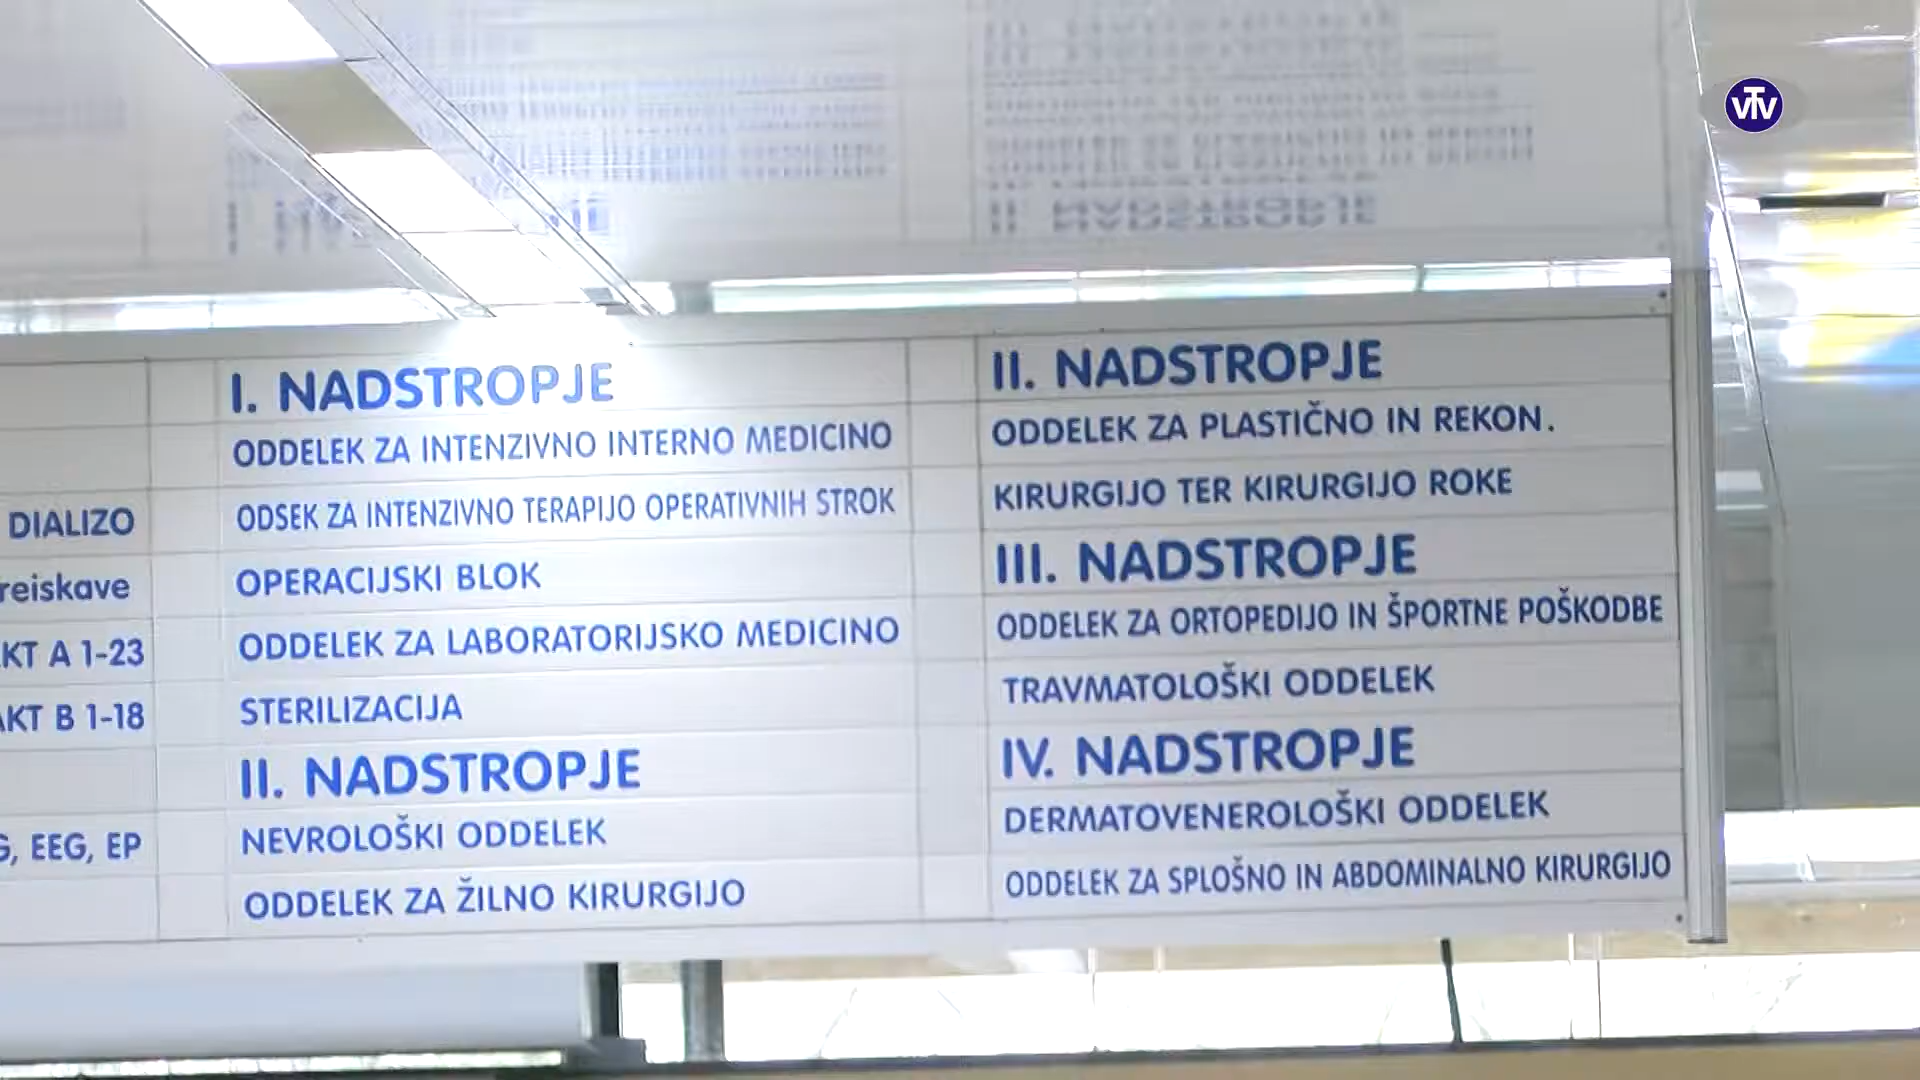 VTV
DIALIZO
reiskave
KT A 1-23
AKT B 1-18
G, EEG, EP
I. NADSTROPJE
ODDELEK ZA INTENZIVNO INTERNO MEDICINO
ODSEK ZA INTENZIVNO TERAPIJO OPERATIVNIH STROK
OPERACIJSKI BLOK
ODDELEK ZA LABORATORIJSKO MEDICINO
STERILIZACIJA
II. NADSTROPJE
NEVROLOŠKI ODDELEK
ODDELEK ZA ŽILNO KIRURGIJO
II. NADSTROPJE
ODDELEK ZA PLASTIČNO IN REKON.
KIRURGIJO TER KIRURGIJO ROKE
III. NADSTROPJE
ODDELEK ZA ORTOPEDIJO IN ŠPORTNE POŠKODBE
TRAVMATOLOŠKI ODDELEK
IV. NADSTROPJE
DERMATOVENEROLOŠKI ODDELEK
ODDELEK ZA SPLOŠNO IN ABDOMINALNO KIRURGIJO